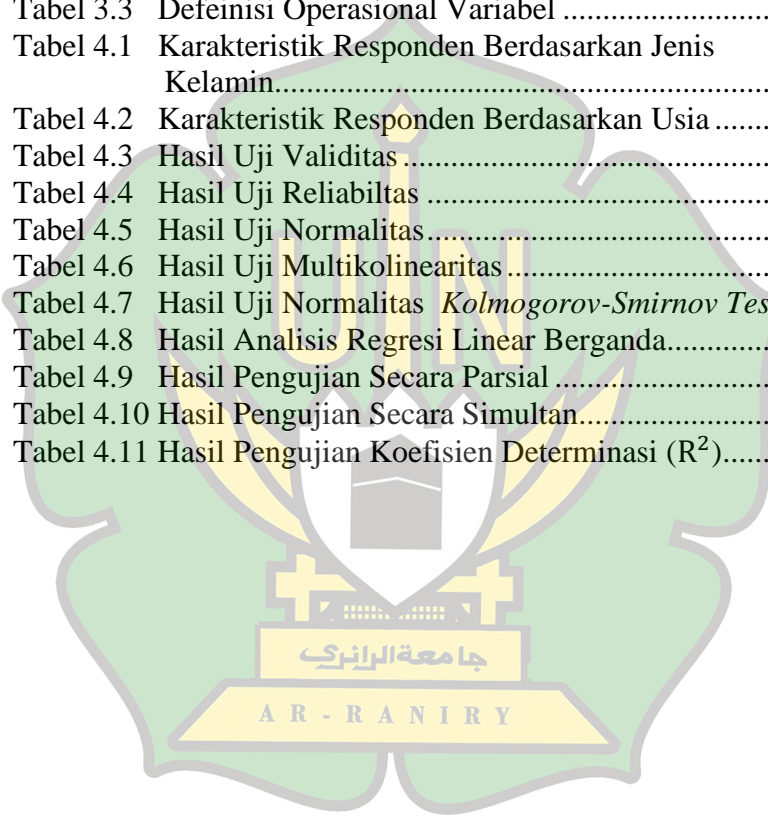 Tabel 3.3 Defeinisi Operasional Variabel ..............................
Tabel 4.1 Karakteristik Responden Berdasarkan Jenis
Kelamin..............................................................
Tabel 4.2 Karakteristik Responden Berdasarkan Usia .......
Tabel 4.3 Hasil Uji Validitas ..............................................
Tabel 4.4 Hasil Uji Reliabiltas ...........................................
Tabel 4.5 Hasil Uji Normalitas...........................................
Tabel 4.6 Hasil Uji Multikolinearitas .................................
Tabel 4.7 Hasil Uji Normalitas Kolmogorov-Smirnov Tes
Tabel 4.8 Hasil Analisis Regresi Linear Berganda.............
Tabel 4.9 Hasil Pengujian Secara Parsial ...........................
Tabel 4.10 Hasil Pengujian Secara Simultan........................
Tabel 4.11 Hasil Pengujian Koefisien Determinasi (R²)......
UIN
جامعة الرانري
AR-RANIRY